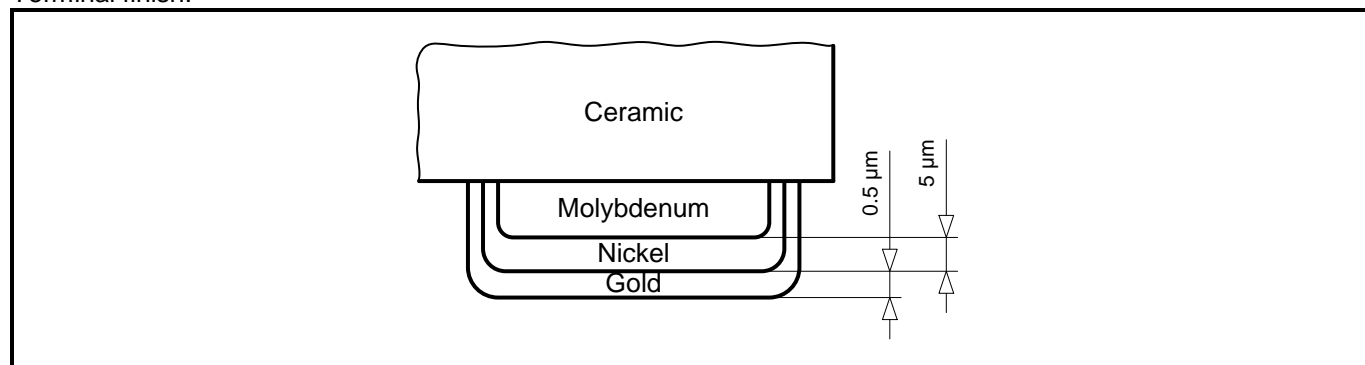 Terminal finish:
Ceramic
0.5 µm
5 µm
Molybdenum
Nickel
Gold